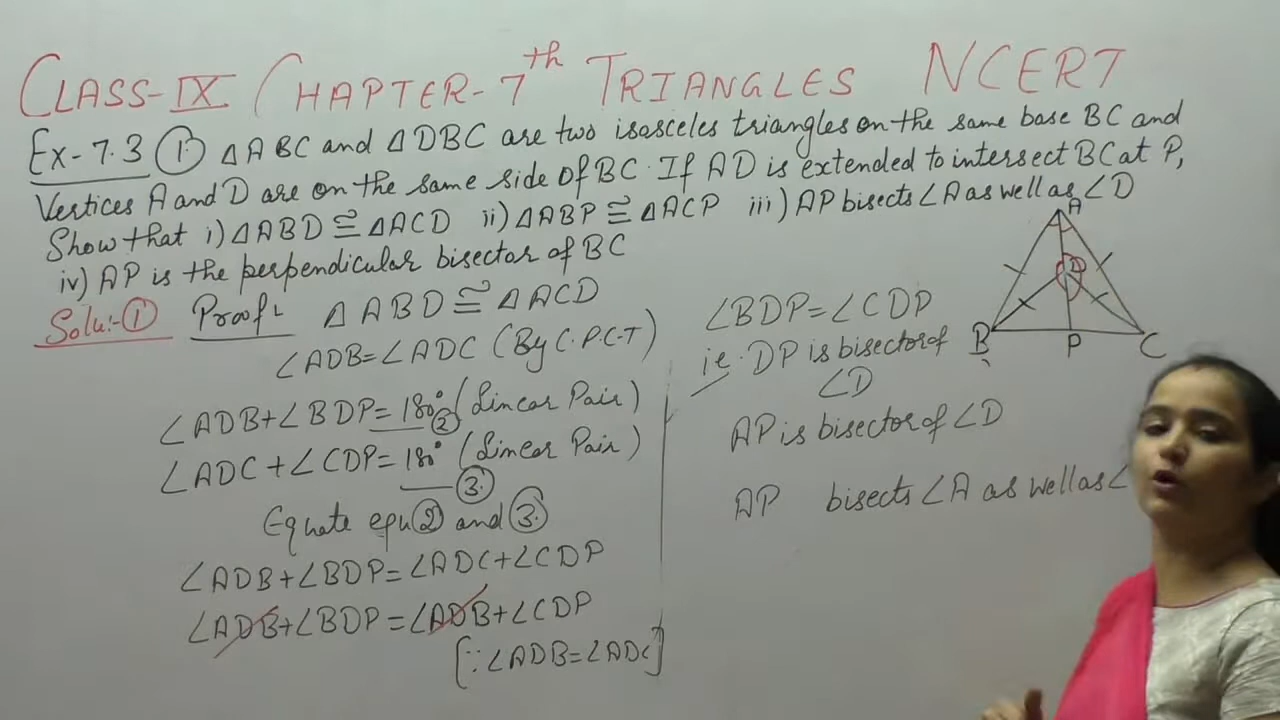 CLASS-IX CHAPTER-7th TRIANGLES NCERT
Ex-7.3 ① △ABC and △DBC are two isosceles triangles on the same base BC and
Vertices A and D are on the same side of BC. If AD is extended to intersect BC at P,
Show that i) △ABD ≅ △ACD ii) △ABP ≅ △ACP iii) AP bisects ∠A as well as ∠D
iv) AP is the perpendicular bisector of BC
Solu:-① Proof:- △ABD ≅ △ACD
∠ADB=∠ADC (By C.P.C.T)
∠ADB+∠BDP=180° ② (Linear Pair)
∠ADC+∠CDP=180° (Linear Pair)
③.
Equate equ② and ③.
∠ADB+∠BDP=∠ADC+∠CDP
∠ADB+∠BDP=∠ADB+∠CDP
[∵∠ADB=∠ADC]
∠BDP=∠CDP
ie. DP is bisector of
∠D
AP is bisector of ∠D
AP bisects ∠A as well as ∠
A
D
B
P
C